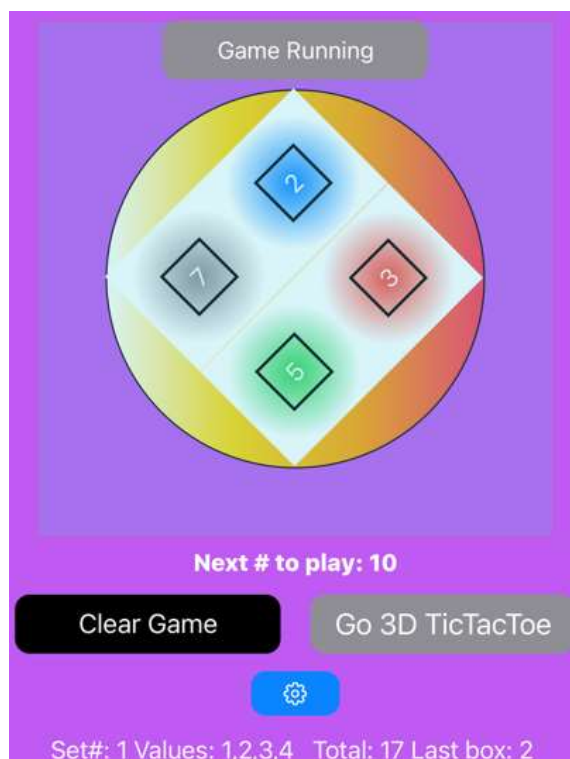 Game Running
2
7
3
5
Next # to play: 10
Clear Game
Go 3D TicTacToe
Set#: 1 Values: 1,2,3,4 Total: 17 Last box: 2